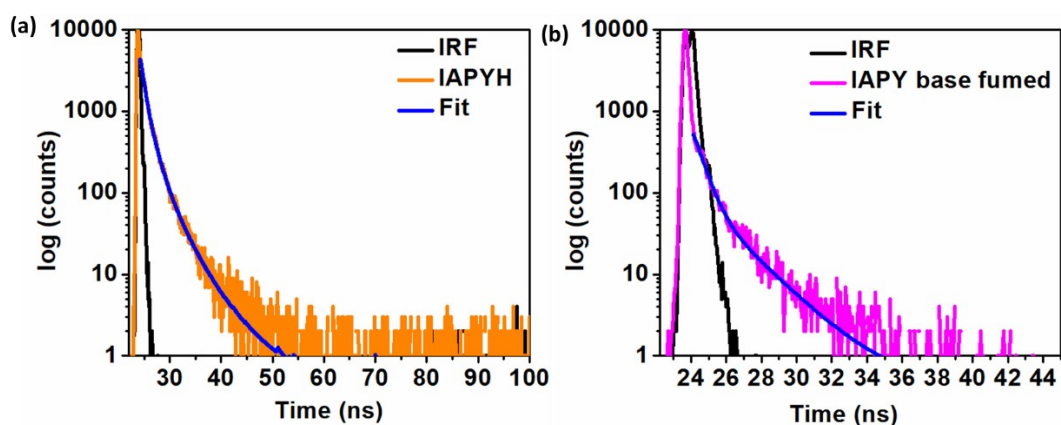 (a)
10000
1000
100
10
1
log (counts)
IRF
IAPYH
Fit
30 40 50 60 70 80 90 100
Time (ns)
(b)
10000
1000
100
10
1
log (counts)
IRF
IAPY base fumed
Fit
24 26 28 30 32 34 36 38 40 42 44
Time (ns)